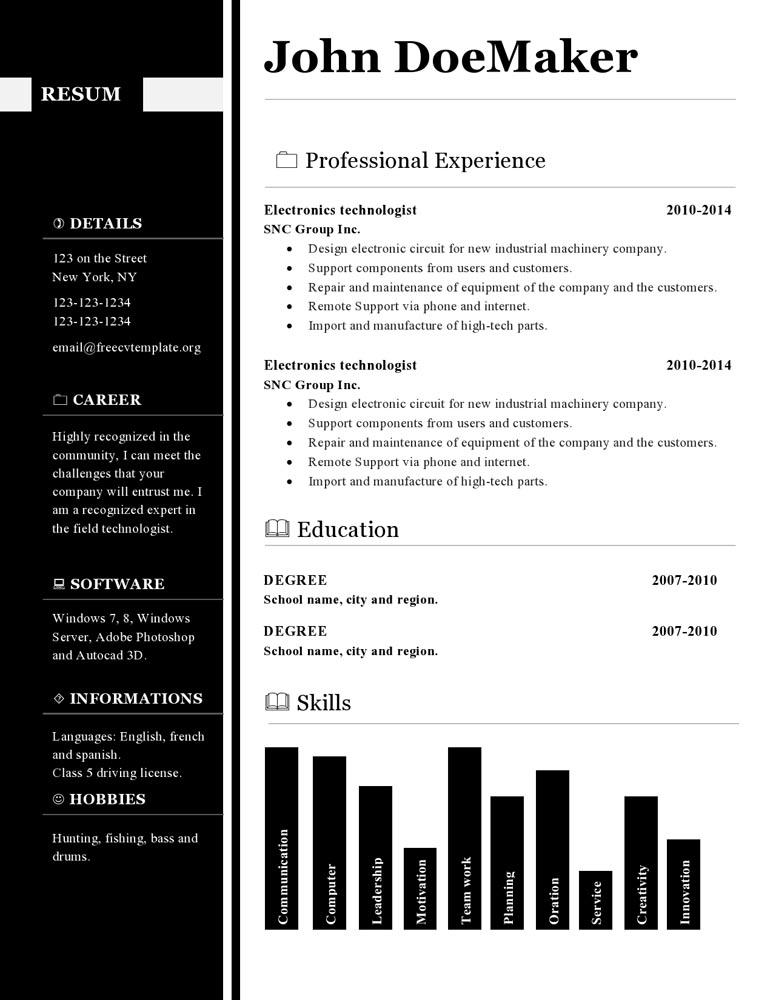 RESUM
DETAILS
123 on the Street
New York, NY
123-123-1234
123-123-1234
email@freecvtemplate.org
CAREER
Highly recognized in the
community, I can meet the
challenges that your
company will entrust me. I
am a recognized expert in
the field technologist.
SOFTWARE
Windows 7, 8, Windows
Server, Adobe Photoshop
and Autocad 3D.
INFORMATIONS
Languages: English, french
and spanish.
Class 5 driving license.
HOBBIES
Hunting, fishing, bass and
drums.
John DoeMaker
Professional Experience
Electronics technologist 2010-2014
SNC Group Inc.
• Design electronic circuit for new industrial machinery company.
• Support components from users and customers.
• Repair and maintenance of equipment of the company and the customers.
• Remote Support via phone and internet.
• Import and manufacture of high-tech parts.
Electronics technologist 2010-2014
SNC Group Inc.
• Design electronic circuit for new industrial machinery company.
• Support components from users and customers.
• Repair and maintenance of equipment of the company and the customers.
• Remote Support via phone and internet.
• Import and manufacture of high-tech parts.
Education
DEGREE 2007-2010
School name, city and region.
DEGREE 2007-2010
School name, city and region.
Skills
Communication
Computer
Leadership
Motivation
Team work
Planning
Oration
Service
Creativity
Innovation